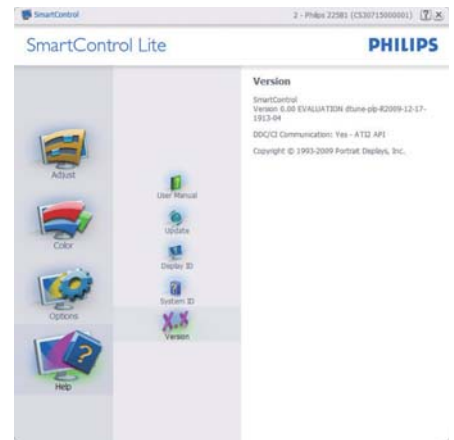 SmartControl
2 - Philips 225B1 (CS30715000001)
SmartControl Lite
PHILIPS
Adjust
Color
Options
Help
User Manual
Update
Display ID
System ID
Version
Version
SmartControl
Version 0.00 EVALUATION dtune-plp-R2009-12-17-
1913-04
DDC/CI Communication: Yes - ATI2 API
Copyright © 1993-2009 Portrait Displays, Inc.